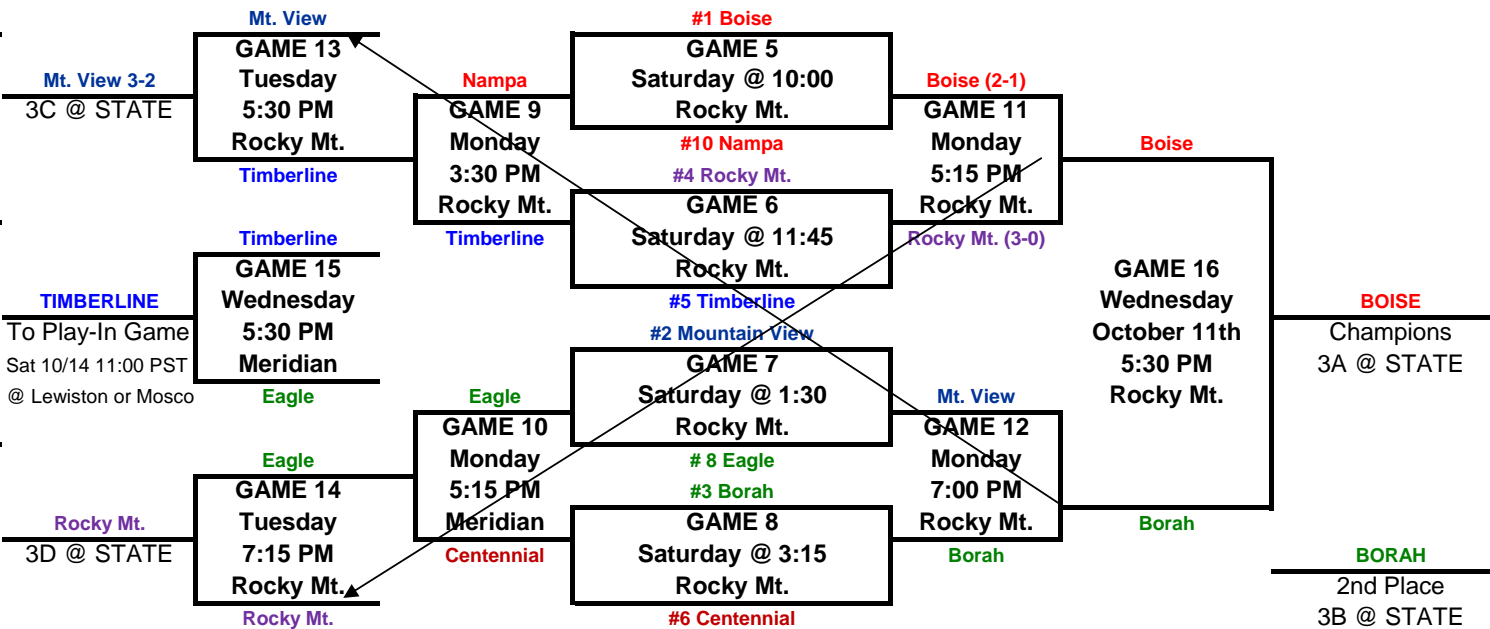 Mt. View
GAME 13
Tuesday
5:30 PM
Rocky Mt.
Timberline
Mt. View 3-2
3C @ STATE
Timberline
GAME 15
Wednesday
5:30 PM
Meridian
Eagle
TIMBERLINE
To Play-In Game
Sat 10/14 11:00 PST
@ Lewiston or Mosco
Eagle
GAME 14
Tuesday
7:15 PM
Rocky Mt.
Rocky Mt.
Rocky Mt.
3D @ STATE
Nampa
GAME 9
Monday
3:30 PM
Rocky Mt.
Timberline
Eagle
GAME 10
Monday
5:15 PM
Meridian
Centennial
#1 Boise
GAME 5
Saturday @ 10:00
Rocky Mt.
#10 Nampa
#4 Rocky Mt.
GAME 6
Saturday @ 11:45
Rocky Mt.
#5 Timberline
#2 Mountain View
GAME 7
Saturday @ 1:30
Rocky Mt.
# 8 Eagle
#3 Borah
GAME 8
Saturday @ 3:15
Rocky Mt.
#6 Centennial
Boise (2-1)
GAME 11
Monday
5:15 PM
Rocky Mt.
Rocky Mt. (3-0)
Mt. View
GAME 12
Monday
7:00 PM
Rocky Mt.
Borah
Boise
GAME 16
Wednesday
October 11th
5:30 PM
Rocky Mt.
Borah
BOISE
Champions
3A @ STATE
BORAH
2nd Place
3B @ STATE